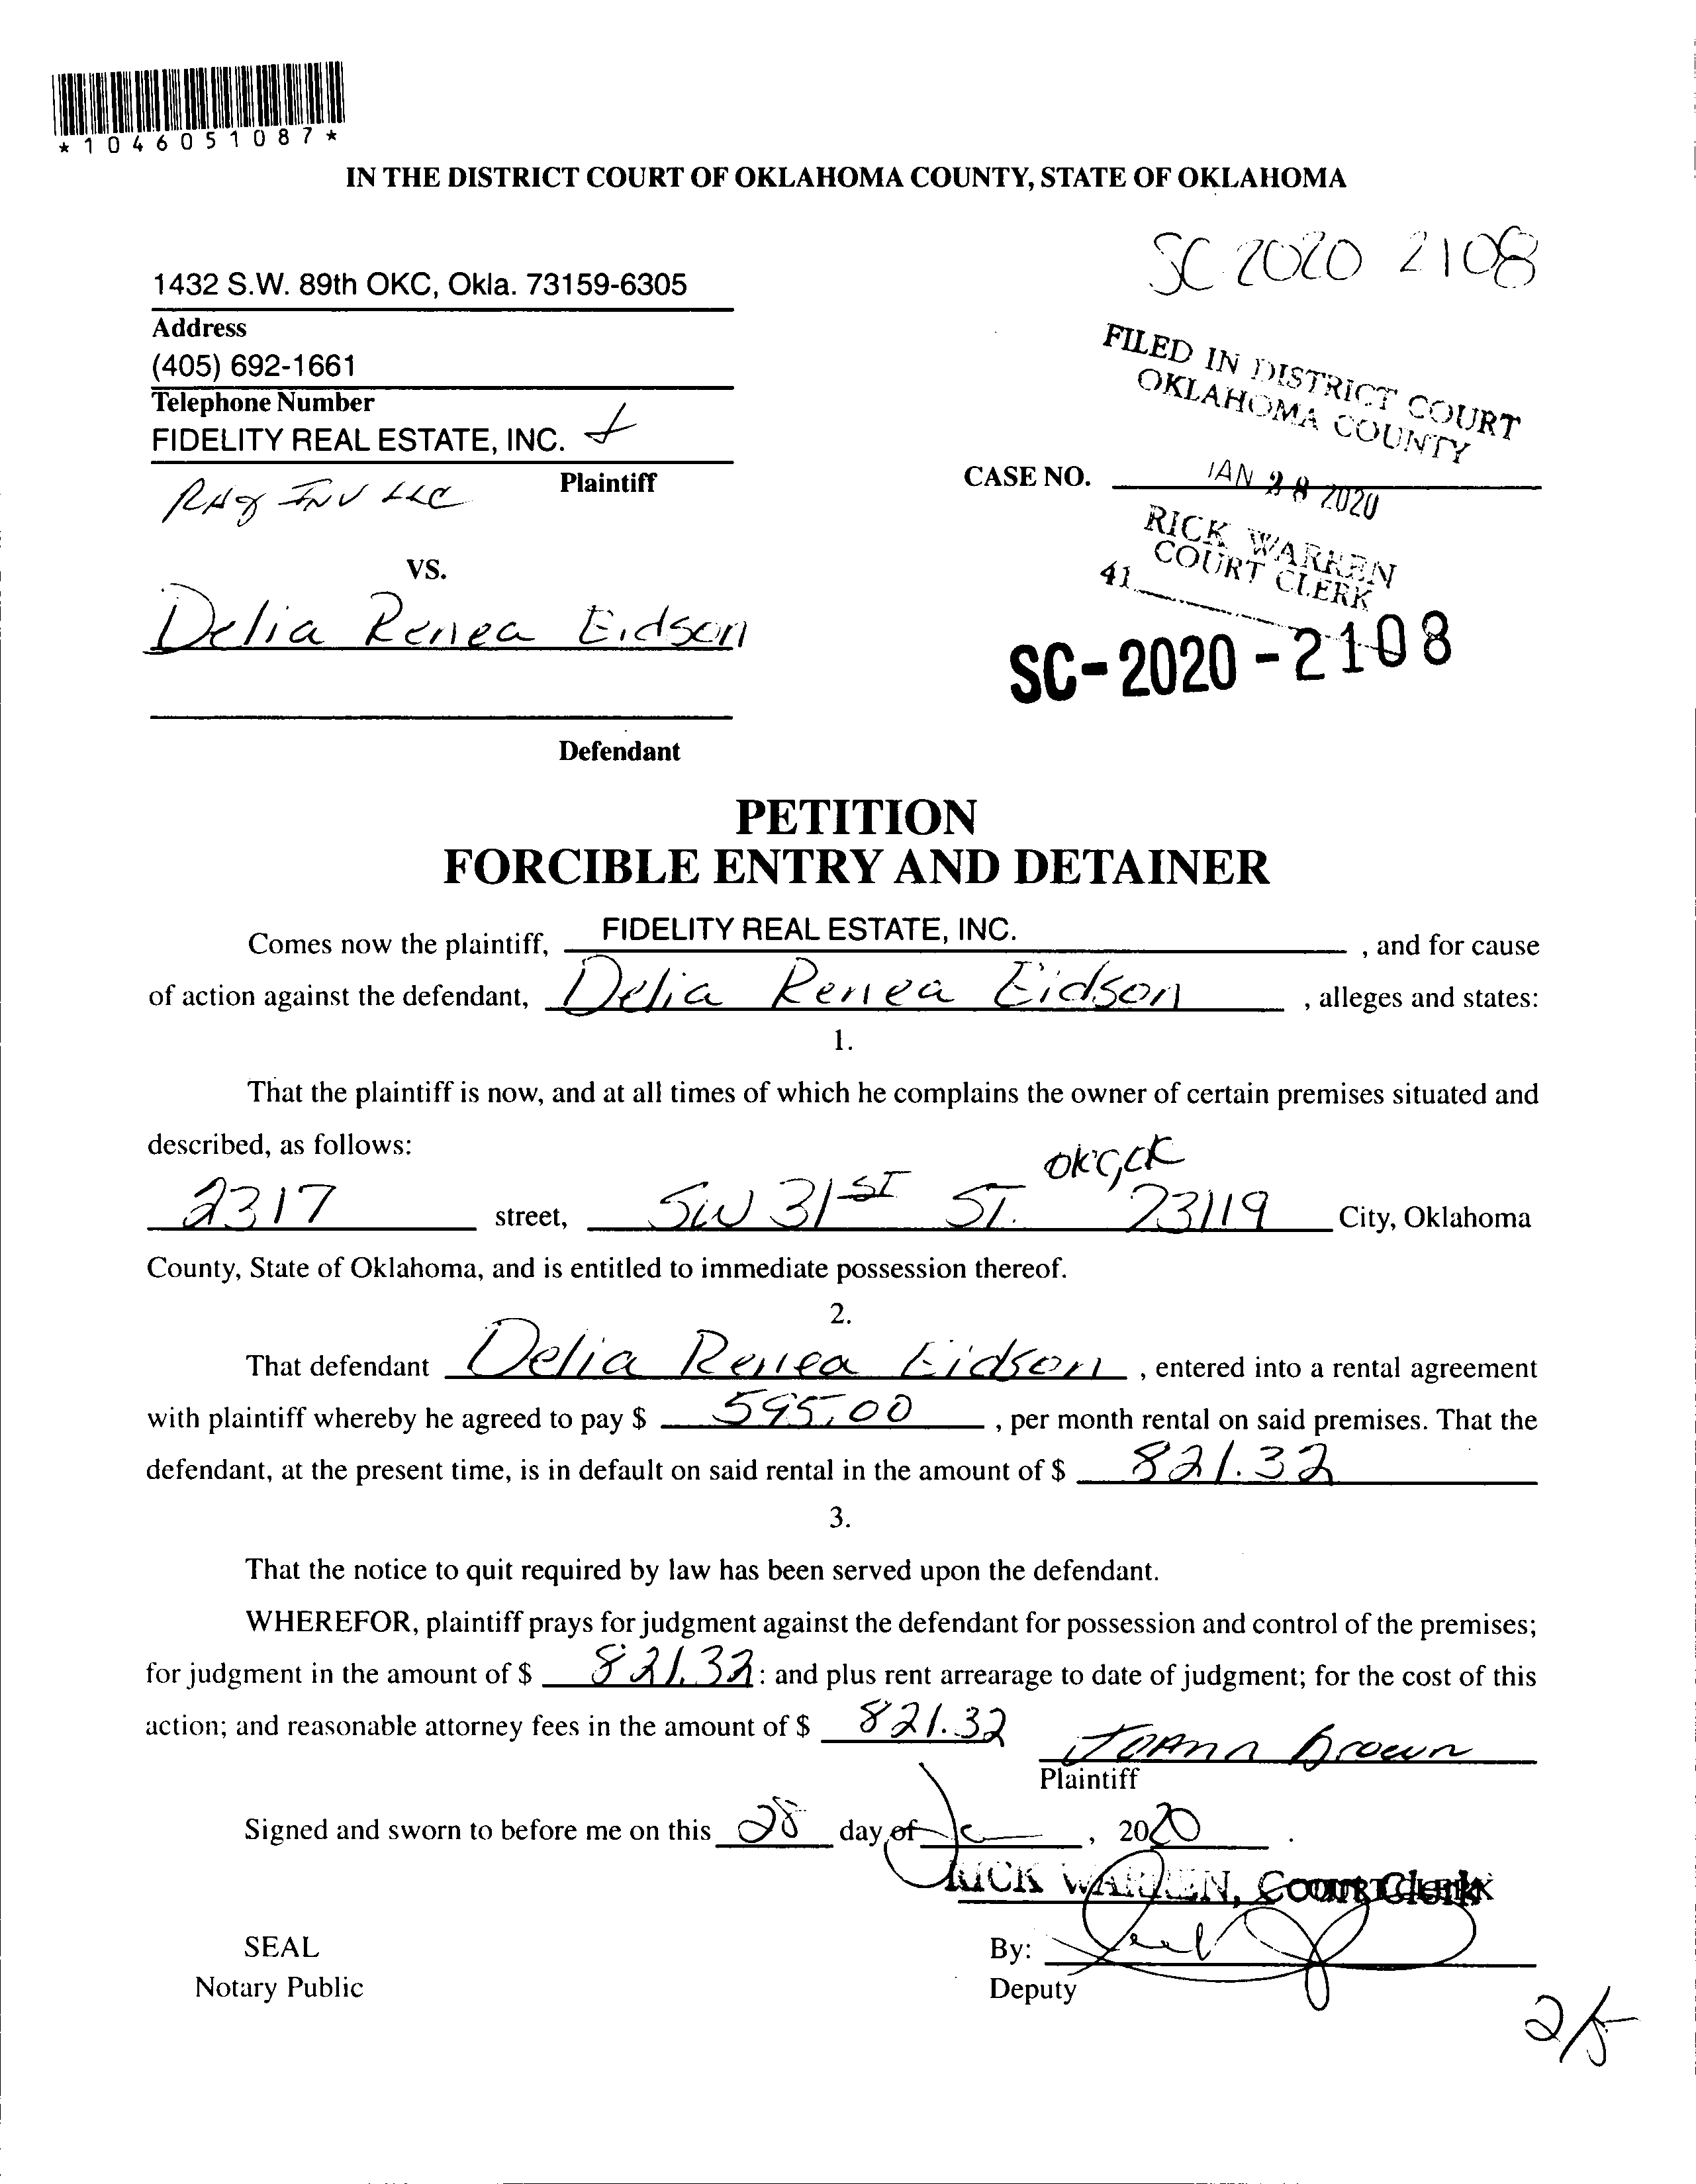 *1046051087*
IN THE DISTRICT COURT OF OKLAHOMA COUNTY, STATE OF OKLAHOMA
SC 2020 2108
1432 S.W. 89th OKC, Okla. 73159-6305
Address
(405) 692-1661
Telephone Number
FIDELITY REAL ESTATE, INC. +
Plaintiff
INV LLC
FILED IN DISTRICT COURT
OKLAHOMA COUNTY
CASE NO. JAN 28 2020
RICK WARREN
COURT CLERK
41
VS.
Delia Renea Eidson
SC-2020-2108
Defendant
PETITION
FORCIBLE ENTRY AND DETAINER
Comes now the plaintiff, FIDELITY REAL ESTATE, INC. , and for cause
of action against the defendant, Delia Renea Eidson , alleges and states:
1.
That the plaintiff is now, and at all times of which he complains the owner of certain premises situated and
described, as follows:
2317 street, SW 31ST ST. OKC, OK 73119 City, Oklahoma
County, State of Oklahoma, and is entitled to immediate possession thereof.
2.
That defendant Delia Renea Eidson , entered into a rental agreement
with plaintiff whereby he agreed to pay $ 595.00 , per month rental on said premises. That the
defendant, at the present time, is in default on said rental in the amount of $ 821.32
3.
That the notice to quit required by law has been served upon the defendant.
WHEREFOR, plaintiff prays for judgment against the defendant for possession and control of the premises;
for judgment in the amount of $ 821.32: and plus rent arrearage to date of judgment; for the cost of this
action; and reasonable attorney fees in the amount of $ 821.32
JoAnn Brown
Plaintiff
Signed and sworn to before me on this 28 day of , 2020 .
RICK WARREN, Court Clerk
SEAL
By:
Notary Public
Deputy
2/5